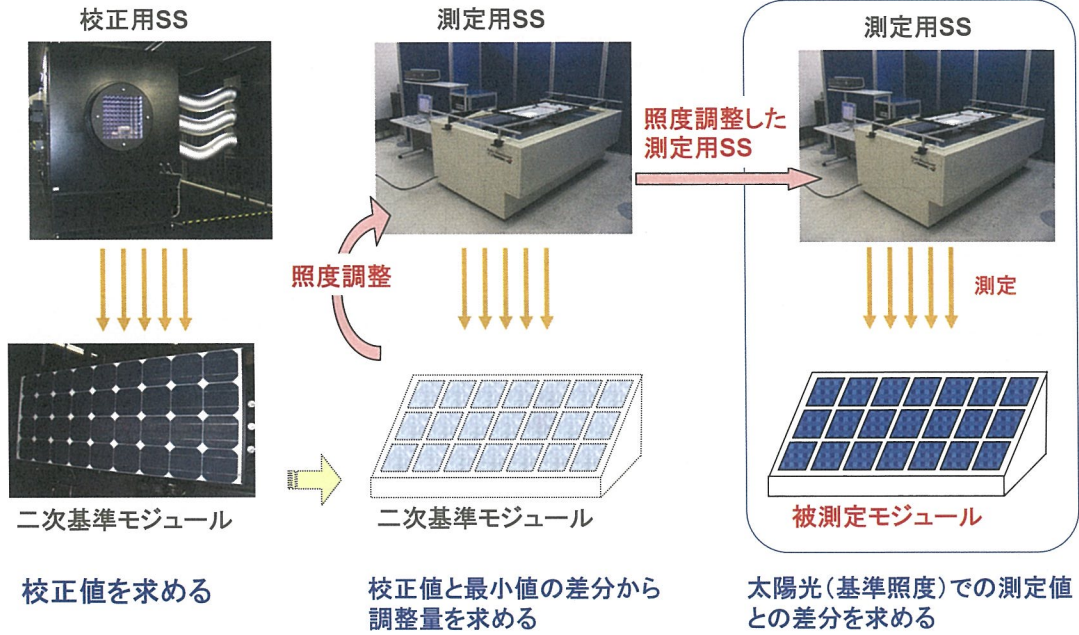 校正用SS
測定用SS
測定用SS
照度調整した
測定用SS
照度調整
測定
二次基準モジュール
二次基準モジュール
被測定モジュール
校正値を求める
校正値と最小値の差分から
調整量を求める
太陽光(基準照度)での測定値
との差分を求める